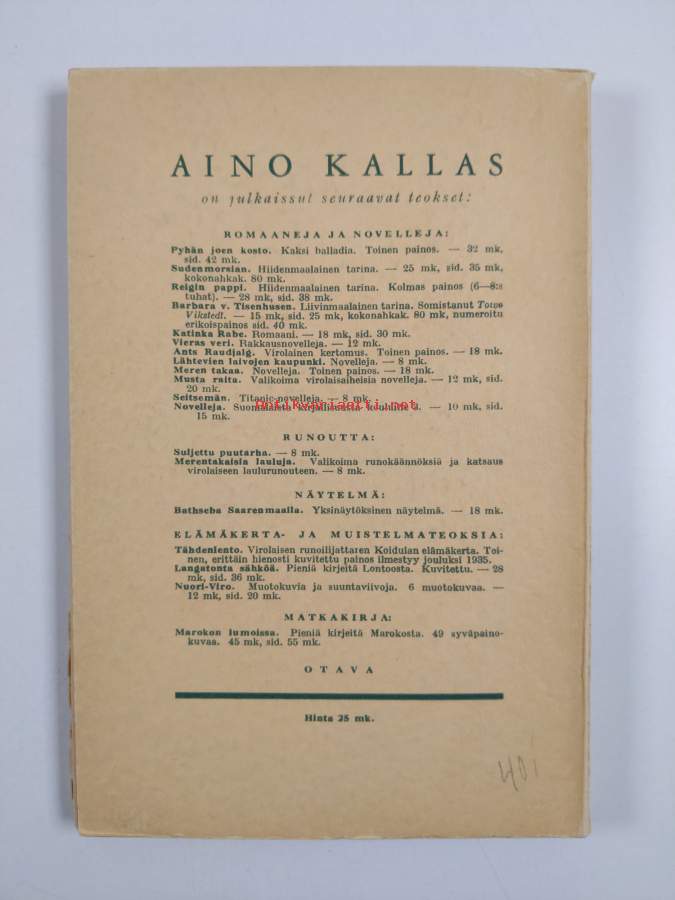 AINO KALLAS
on julkaissut seuraavat teokset:
ROMAANEJA JA NOVELLEJA:
Pyhän joen kosto. Kaksi balladia. Toinen painos. — 32 mk,
sid. 42 mk.
Sudenmorsian. Hiidenmaalainen tarina. — 25 mk, sid. 35 mk,
kokonahkak. 80 mk.
Reigin pappi. Hiidenmaalainen tarina. Kolmas painos (6—8:s
tuhat). — 28 mk, sid. 38 mk.
Barbara v. Tisenhusen. Liivinmaalainen tarina. Somistanut Towe
Vikstedt. — 15 mk, sid. 25 mk, kokonahkak. 80 mk, numeroitu
erikoispainos sid. 40 mk.
Katinka Rabe. Romaani. — 18 mk, sid. 30 mk.
Vieras veri. Rakkausnovelleja. — 12 mk.
Ants Raudjalg. Virolainen kertomus. Toinen painos. — 18 mk.
Lähtevien laivojen kaupunki. Novelleja. — 8 mk.
Meren takaa. Novelleja. Toinen painos. — 18 mk.
Musta raita. Valikoima virolaisaiheisia novelleja. — 12 mk, sid.
20 mk.
Seitsemän. Titanic-novelleja. — 8 mk.
antikvariaatti.net
Novelleja. — 10 mk, sid.
15 mk.
RUNOUTTA:
Suljettu puutarha. — 8 mk.
Merentakaisia lauluja. Valikoima runokäännöksiä ja katsaus
virolaiseen laulurunouteen. — 8 mk.
NÄYTELMÄ:
Bathseba Saarenmaalla. Yksinäytöksinen näytelmä. — 18 mk.
ELÄMÄKERTA- JA MUISTELMATEOKSIA:
Tähdenlento. Virolaisen runoilijattaren Koidulan elämäkerta. Toi-
nen, erittäin hienosti kuvitettu painos ilmestyy jouluksi 1935.
Langatonta sähköä. Pieniä kirjeitä Lontoosta. Kuvitettu. — 28
mk, sid. 36 mk.
Nuori-Viro. Muotokuvia ja suuntaviivoja. 6 muotokuvaa. —
12 mk, sid. 20 mk.
MATKAKIRJA:
Marokon lumoissa. Pieniä kirjeitä Marokosta. 49 syväpaino-
kuvaa. 45 mk, sid. 55 mk.
OTAVA
Hinta 25 mk.